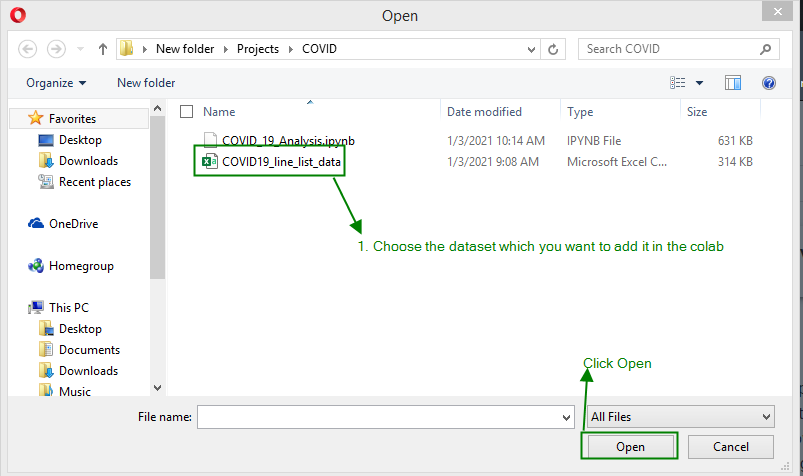 Open
New folder Projects COVID Search COVID
Organize New folder
Name Date modified Type Size
Favorites
COVID_19_Analysis.ipynb 1/3/2021 10:14 AM IPYNB File 631 KB
Desktop
COVID19_line_list_data 1/3/2021 9:08 AM Microsoft Excel C... 314 KB
Downloads
Recent places
OneDrive
1. Choose the dataset which you want to add it in the colab
Homegroup
This PC
Desktop
Documents
Click Open
Downloads
Music
File name: All Files
Open Cancel